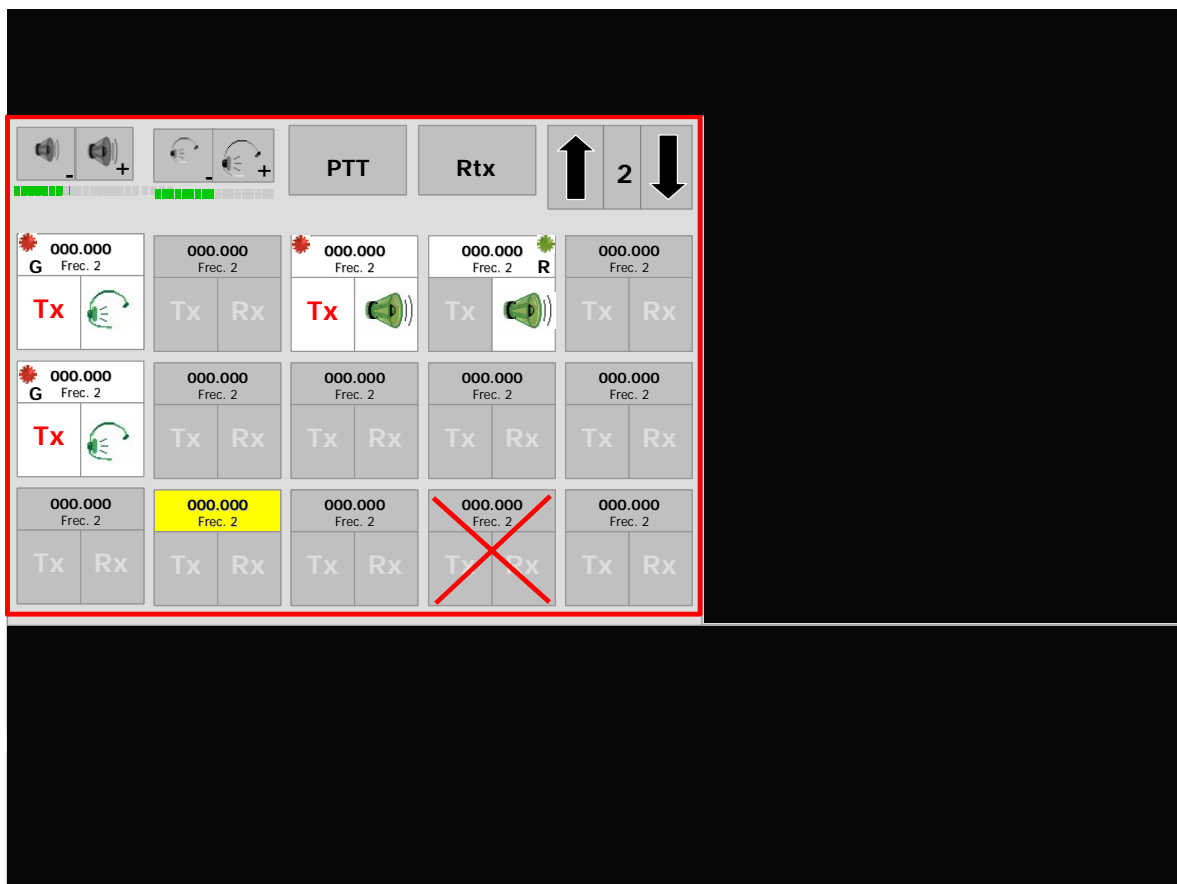 - + - + PTT Rtx 2
000.000 000.000 000.000 000.000 000.000
G Frec. 2 Frec. 2 Frec. 2 Frec. 2 R Frec. 2
Tx Tx Rx Tx Tx Tx Rx
000.000 000.000 000.000 000.000 000.000
G Frec. 2 Frec. 2 Frec. 2 Frec. 2 Frec. 2
Tx Tx Rx Tx Rx Tx Rx Tx Rx
000.000 000.000 000.000 000.000 000.000
Frec. 2 Frec. 2 Frec. 2 Frec. 2 Frec. 2
Tx Rx Tx Rx Tx Rx Tx Rx Tx Rx